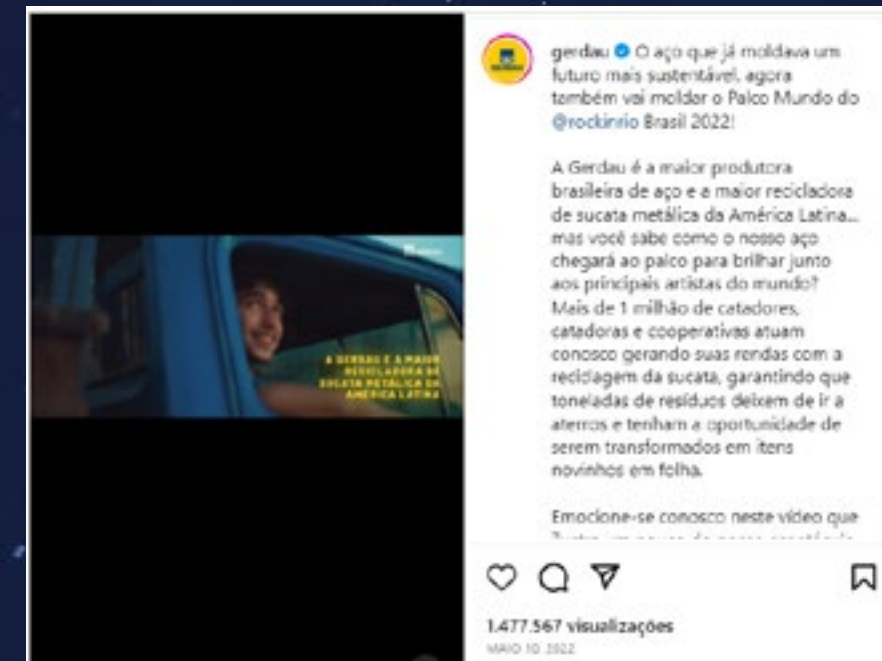 A GERDAU É A MAIOR
RECICLADORA DE
SUCATA METÁLICA DA
AMÉRICA LATINA
gerdau O aço que já moldava um
futuro mais sustentável, agora
também vai moldar o Palco Mundo do
@rockinrio Brasil 2022!
A Gerdau é a maior produtora
brasileira de aço e a maior recicladora
de sucata metálica da América Latina...
mas você sabe como o nosso aço
chegará ao palco para brilhar junto
aos principais artistas do mundo?
Mais de 1 milhão de catadores,
catadoras e cooperativas atuam
conosco gerando suas rendas com a
reciclagem da sucata, garantindo que
toneladas de resíduos deixem de ir a
aterros e tenham a oportunidade de
serem transformados em itens
novinhos em folha.
Emocione-se conosco neste vídeo que
1.477.567 visualizações
MAIO 10, 2022